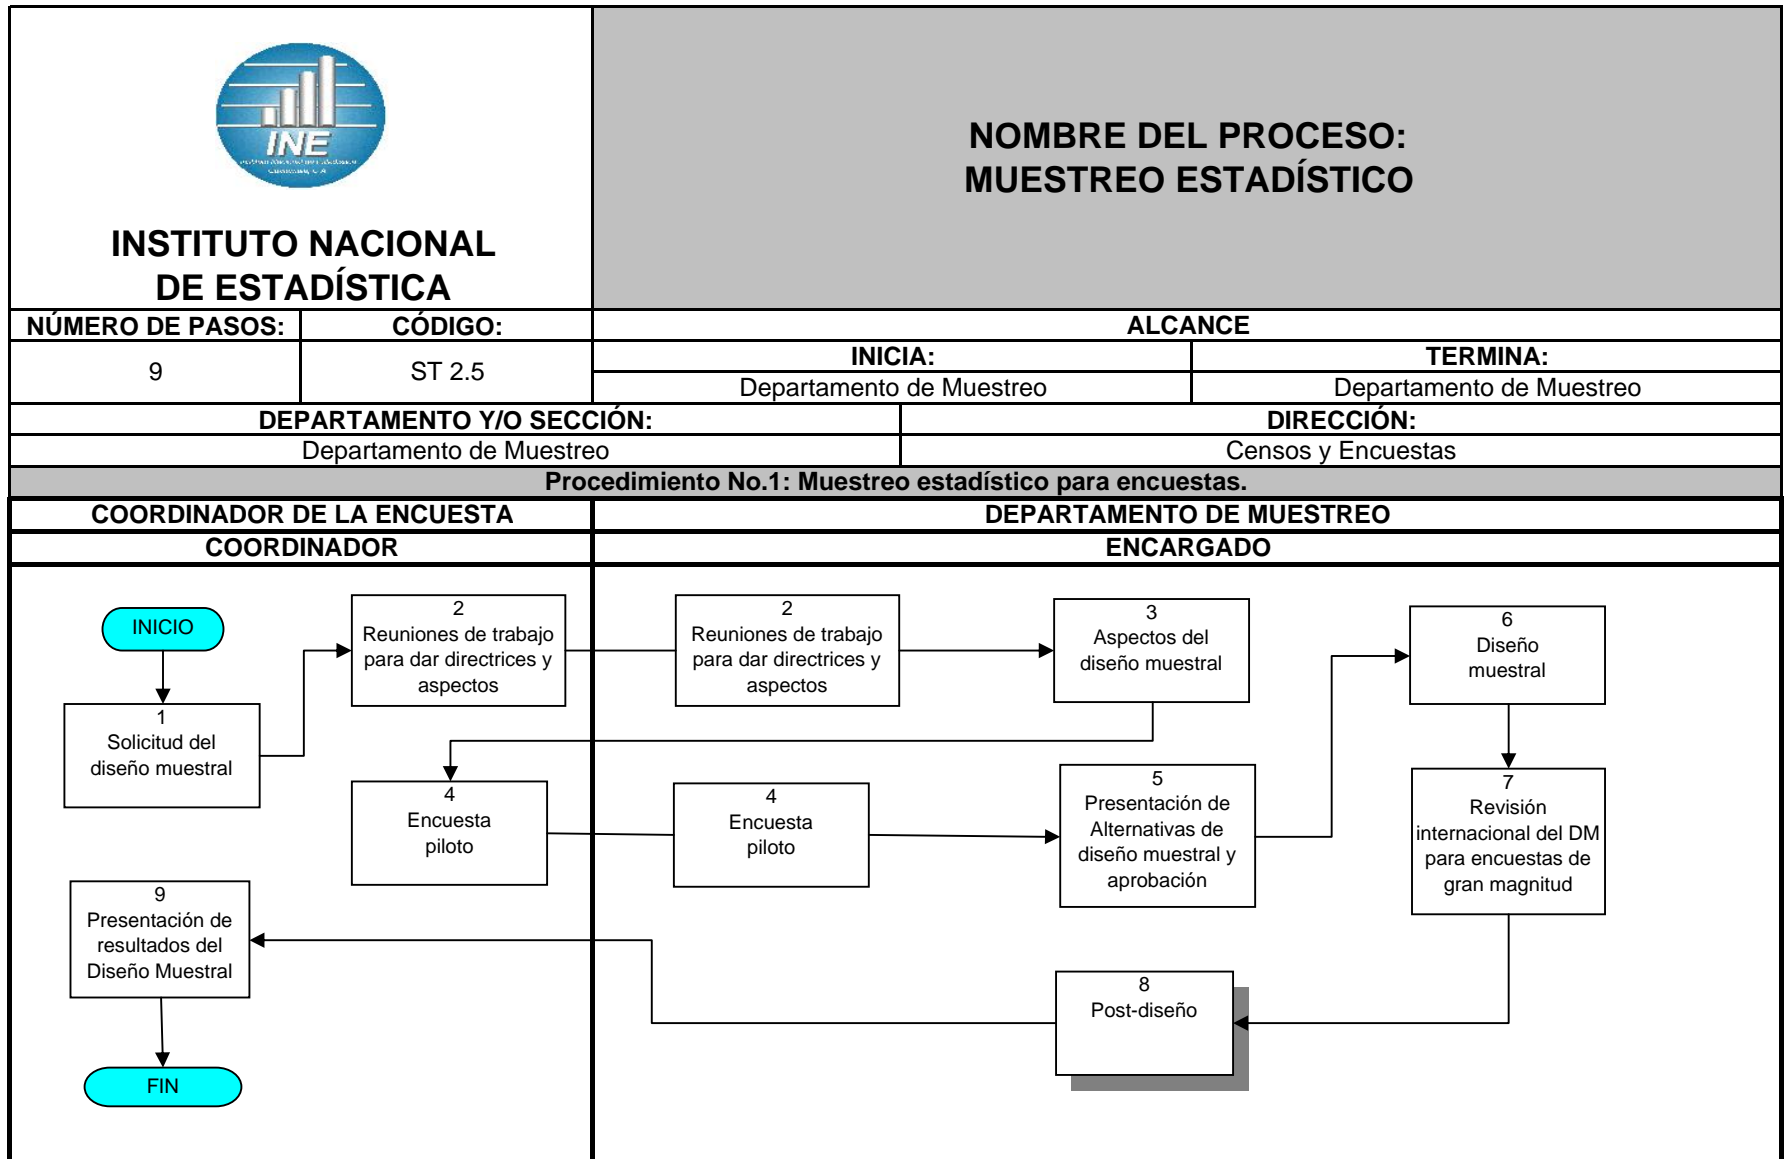 INE
INSTITUTO NACIONAL
DE ESTADÍSTICA
NOMBRE DEL PROCESO:
MUESTREO ESTADÍSTICO
NÚMERO DE PASOS:
CÓDIGO:
ALCANCE
9
ST 2.5
INICIA:
TERMINA:
Departamento de Muestreo
Departamento de Muestreo
DEPARTAMENTO Y/O SECCIÓN:
DIRECCIÓN:
Departamento de Muestreo
Censos y Encuestas
Procedimiento No.1: Muestreo estadístico para encuestas.
COORDINADOR DE LA ENCUESTA
DEPARTAMENTO DE MUESTREO
COORDINADOR
ENCARGADO
INICIO
1
Solicitud del
diseño muestral
2
Reuniones de trabajo
para dar directrices y
aspectos
2
Reuniones de trabajo
para dar directrices y
aspectos
3
Aspectos del
diseño muestral
4
Encuesta
piloto
4
Encuesta
piloto
5
Presentación de
Alternativas de
diseño muestral y
aprobación
6
Diseño
muestral
7
Revisión
internacional del DM
para encuestas de
gran magnitud
8
Post-diseño
9
Presentación de
resultados del
Diseño Muestral
FIN